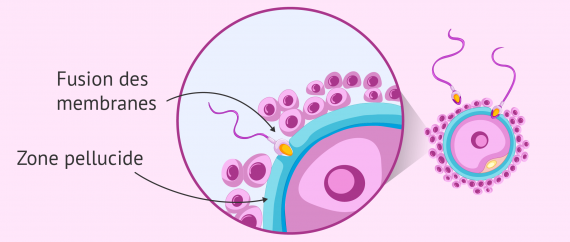 Fusion des
membranes
Zone pellucide